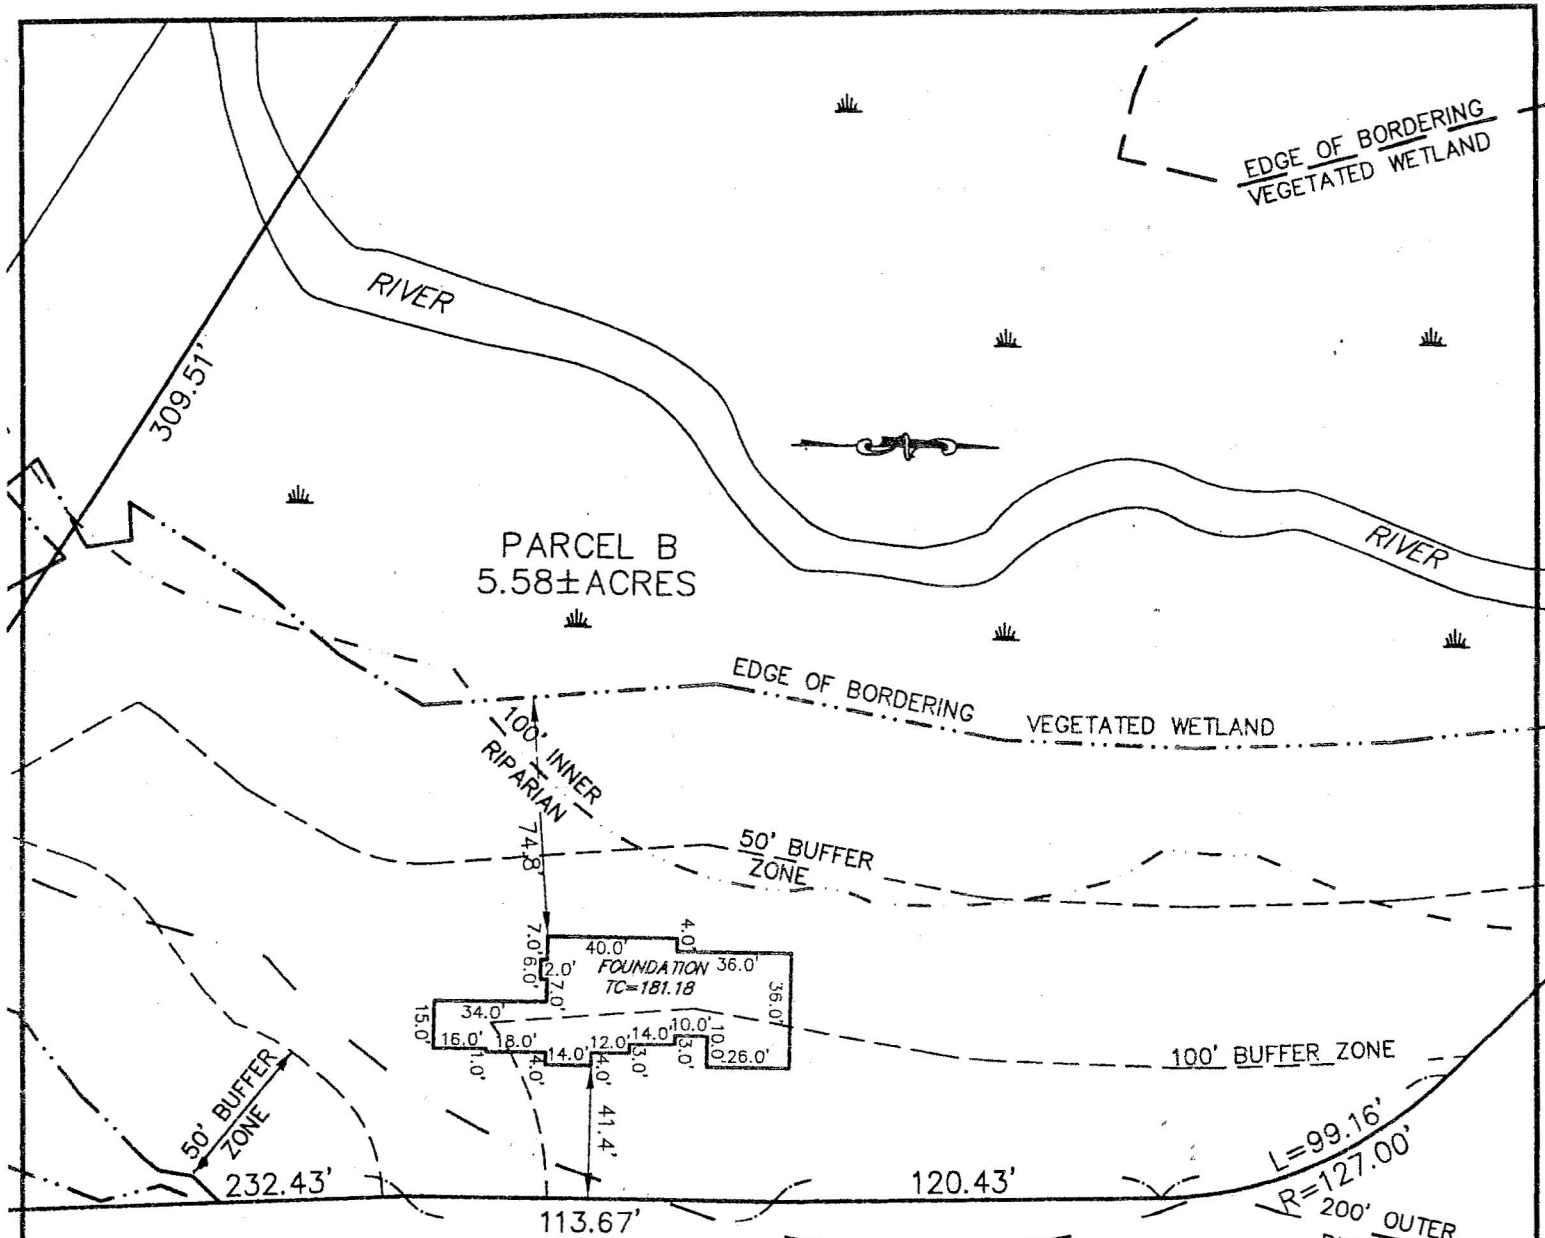 EDGE OF BORDERING
VEGETATED WETLAND
RIVER
309.51'
RIVER
PARCEL B
5.58±ACRES
EDGE OF BORDERING
VEGETATED WETLAND
100' INNER
RIPARIAN
74.8'
50' BUFFER
ZONE
7.0'
40.0'
4.0'
6.0'
2.0'
FOUNDATION
TC=181.18
36.0'
36.0'
7.0'
34.0'
15.0'
16.0'
1.0'
18.0'
4.0'
14.0'
4.0'
12.0'
3.0'
14.0'
3.0'
10.0'
10.0'
26.0'
100' BUFFER ZONE
50' BUFFER
ZONE
41.4'
L=99.16'
R=127.00'
232.43'
113.67'
120.43'
200' OUTER